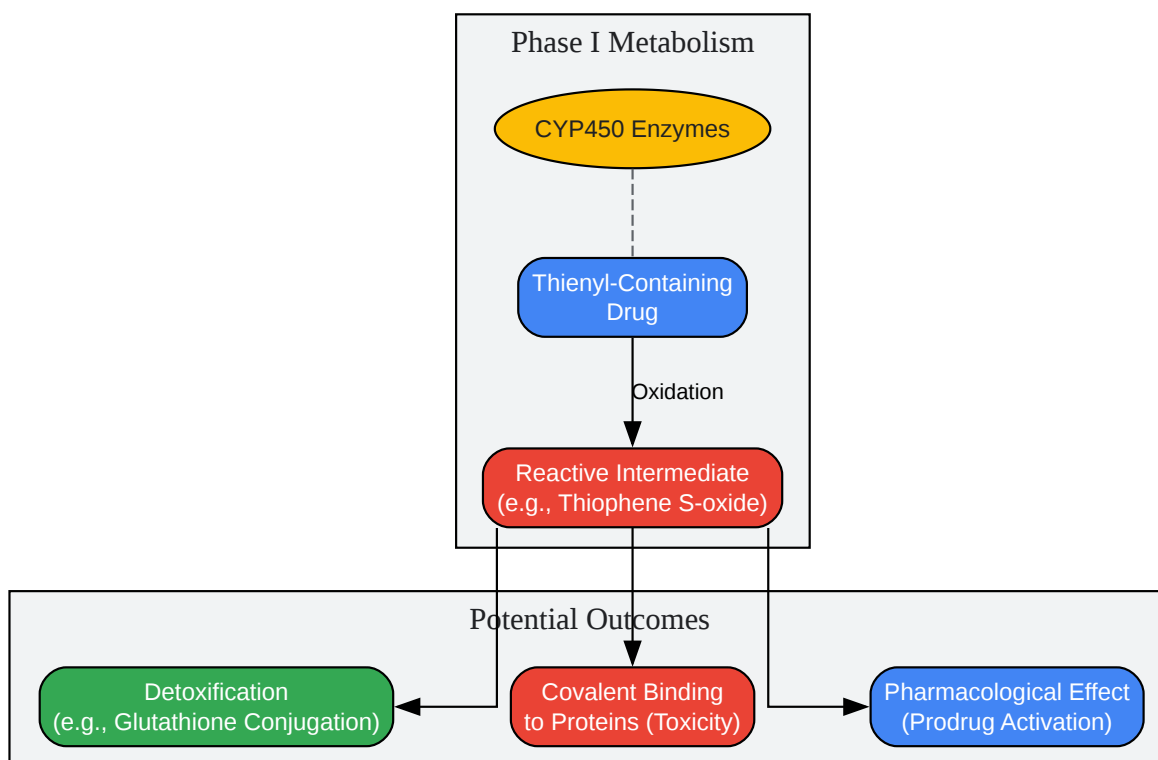 Phase I Metabolism
CYP450 Enzymes
Thienyl-Containing
Drug
Oxidation
Reactive Intermediate
(e.g., Thiophene S-oxide)
Potential Outcomes
Detoxification
(e.g., Glutathione Conjugation)
Covalent Binding
to Proteins (Toxicity)
Pharmacological Effect
(Prodrug Activation)